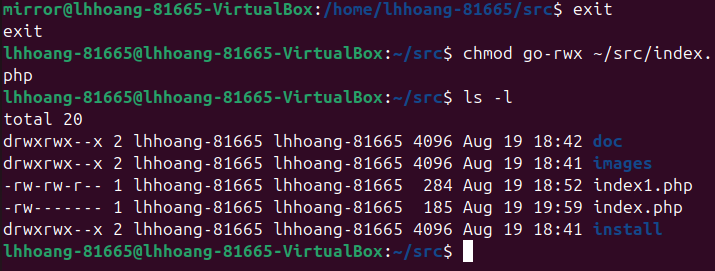 mirror@lhhoang-81665-VirtualBox:/home/lhhoang-81665/src$ exit
exit
lhhoang-81665@lhhoang-81665-VirtualBox:~/src$ chmod go-rwx ~/src/index.
php
lhhoang-81665@lhhoang-81665-VirtualBox:~/src$ ls -l
total 20
drwxrwx--x 2 lhhoang-81665 lhhoang-81665 4096 Aug 19 18:42 doc
drwxrwx--x 2 lhhoang-81665 lhhoang-81665 4096 Aug 19 18:41 images
-rw-rw-r-- 1 lhhoang-81665 lhhoang-81665  284 Aug 19 18:52 index1.php
-rw------- 1 lhhoang-81665 lhhoang-81665  185 Aug 19 19:59 index.php
drwxrwx--x 2 lhhoang-81665 lhhoang-81665 4096 Aug 19 18:41 install
lhhoang-81665@lhhoang-81665-VirtualBox:~/src$